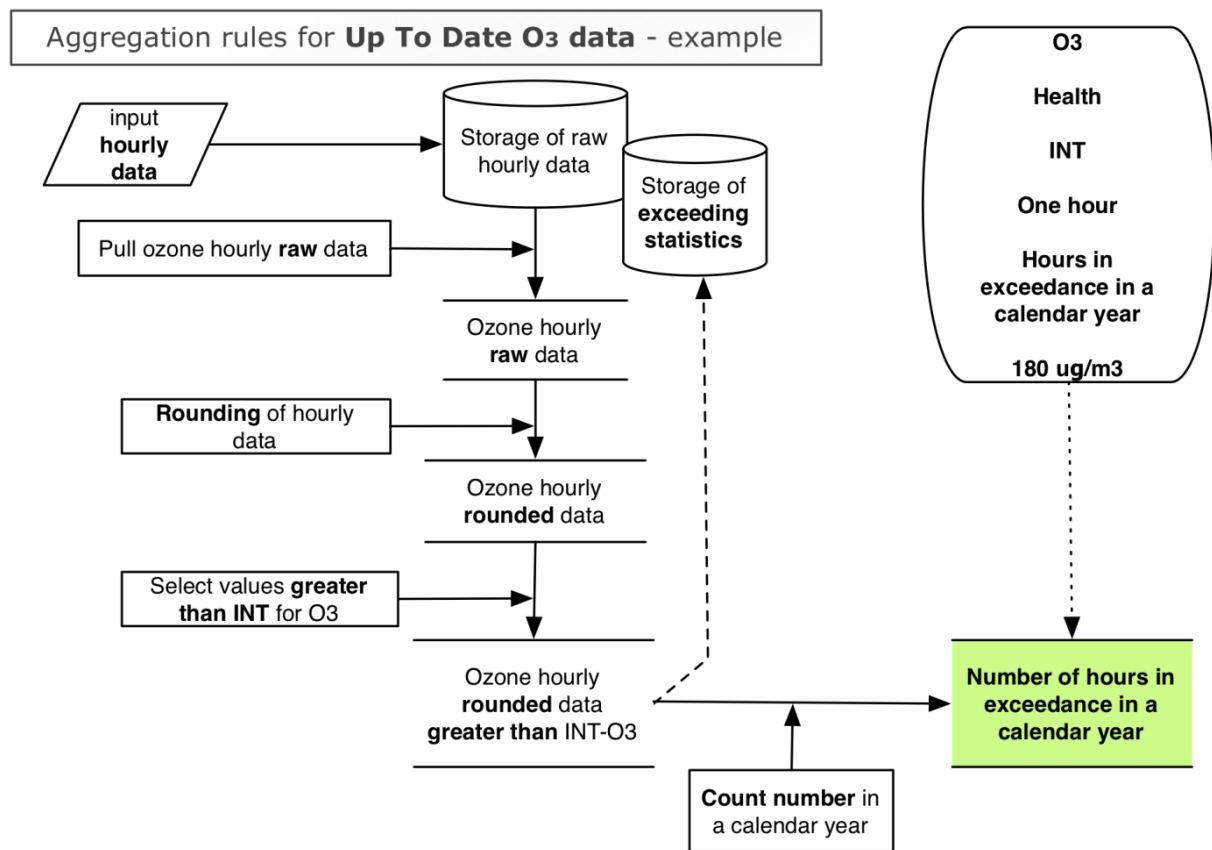 Aggregation rules for Up To Date O3 data - example
input
hourly
data
Storage of raw
hourly data
Storage of
exceeding
statistics
Pull ozone hourly raw data
Ozone hourly
raw data
Rounding of hourly
data
Ozone hourly
rounded data
Select values greater
than INT for O3
Ozone hourly
rounded data
greater than INT-O3
Count number in
a calendar year
O3
Health
INT
One hour
Hours in
exceedance in a
calendar year
180 ug/m3
Number of hours in
exceedance in a
calendar year